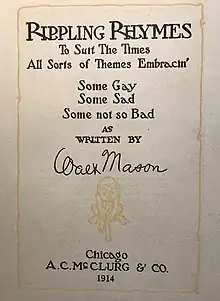 RIPPLING RHYMES
To Suit The Times
All Sorts of Themes Embracin'
Some Gay
Some Sad
Some not so Bad
AS
WRITTEN BY
Walt Mason
Chicago
A.C. McCLURG & CO.
1914